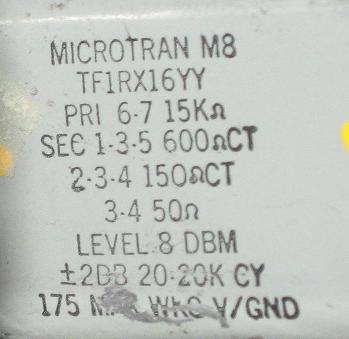 MICROTRAN M8
TF1RX16YY
PRI 6-7 15KΩ
SEC 1-3-5 600ΩCT
2-3-4 150ΩCT
3-4 50Ω
LEVEL 8 DBM
±2DB 20-20K CY
175 WKG V/GND